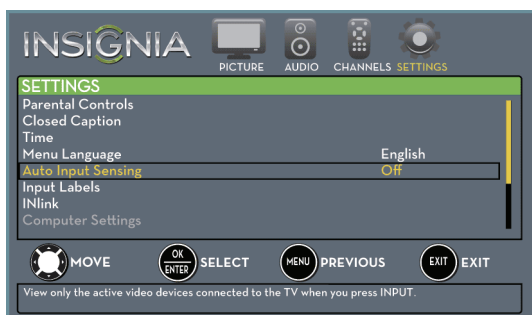 INSIGNIA
PICTURE AUDIO CHANNELS SETTINGS
SETTINGS
Parental Controls
Closed Caption
Time
Menu Language English
Auto Input Sensing Off
Input Labels
INlink
Computer Settings
MOVE OK ENTER SELECT MENU PREVIOUS EXIT EXIT
View only the active video devices connected to the TV when you press INPUT.